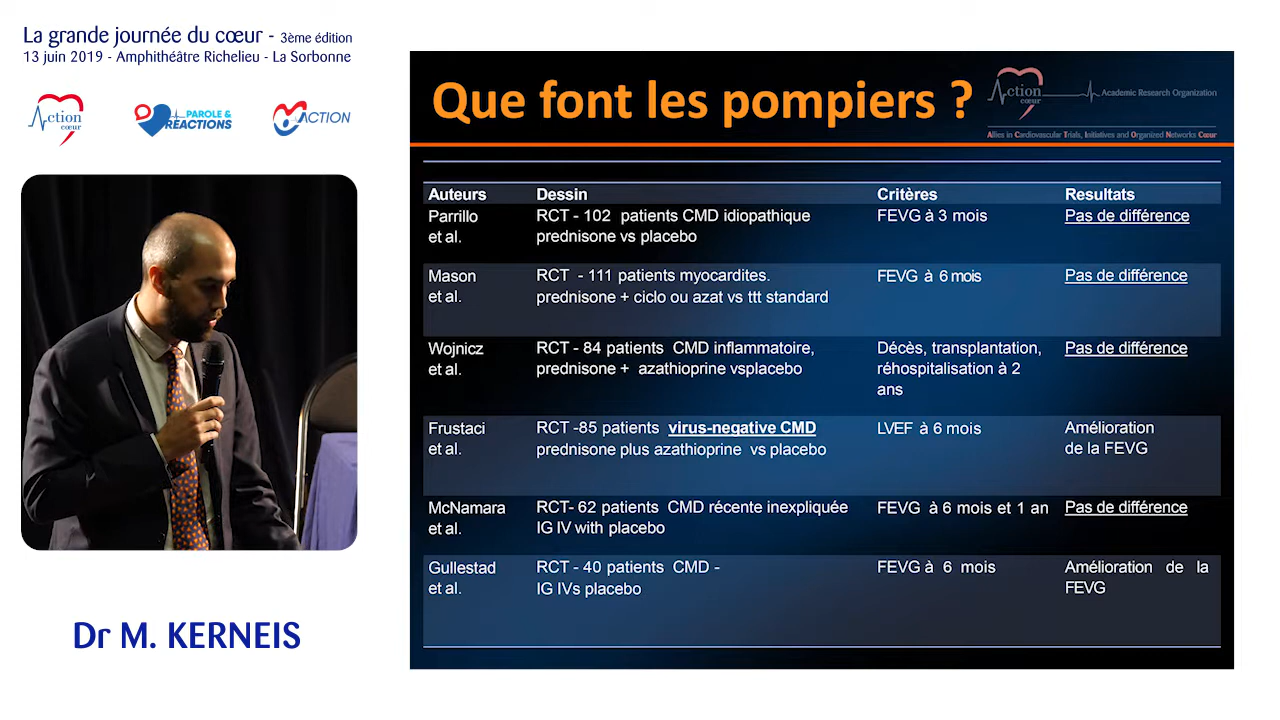 La grande journée du cœur - 3ème édition
13 juin 2019 - Amphithéâtre Richelieu - La Sorbonne
Action
cœur
PAROLE &
RÉACTIONS
ACTION
Dr M. KERNEIS
Que font les pompiers ?
Action
cœur
Academic Research Organization
Allies in Cardiovascular Trials, Initiatives and Organized Networks Cœur
Auteurs Dessin Critères Resultats
Parrillo RCT - 102 patients CMD idiopathique FEVG à 3 mois Pas de différence
et al. prednisone vs placebo
Mason RCT - 111 patients myocardites. FEVG à 6 mois Pas de différence
et al. prednisone + ciclo ou azat vs ttt standard
Wojnicz RCT - 84 patients CMD inflammatoire, Décès, transplantation, Pas de différence
et al. prednisone + azathioprine vsplacebo réhospitalisation à 2
ans
Frustaci RCT -85 patients virus-negative CMD LVEF à 6 mois Amélioration
et al. prednisone plus azathioprine vs placebo de la FEVG
McNamara RCT- 62 patients CMD récente inexpliquée FEVG à 6 mois et 1 an Pas de différence
et al. IG IV with placebo
Gullestad RCT - 40 patients CMD - FEVG à 6 mois Amélioration de la
et al. IG IVs placebo FEVG